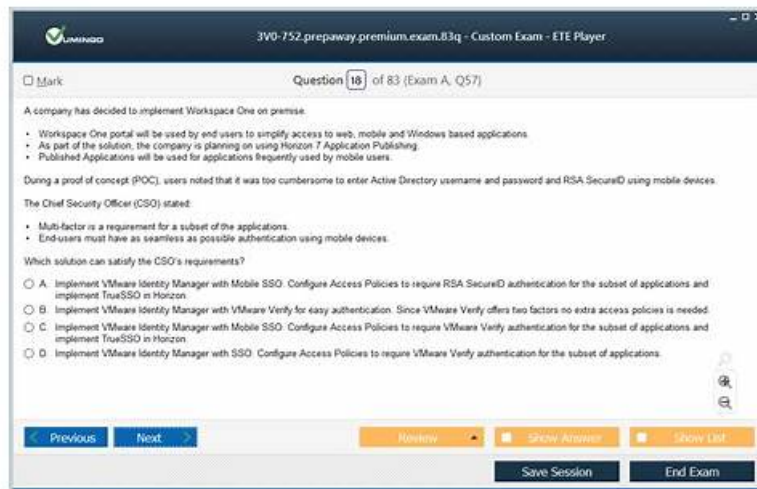 VUMINGO
3V0-752.prepaway.premium.exam.83q - Custom Exam - ETE Player
Mark
Question 18 of 83 (Exam A, Q57)
A company has decided to implement Workspace One on premise.
• Workspace One portal will be used by end users to simplify access to web, mobile and Windows based applications.
• As part of the solution, the company is planning on using Horizon 7 Application Publishing.
• Published Applications will be used for applications frequently used by mobile users.
During a proof of concept (POC), users noted that it was too cumbersome to enter Active Directory username and password and RSA SecureID using mobile devices.
The Chief Security Officer (CSO) stated:
• Multi-factor is a requirement for a subset of the applications.
• End-users must have as seamless as possible authentication using mobile devices.
Which solution can satisfy the CSO's requirements?
A. Implement VMware Identity Manager with Mobile SSO. Configure Access Policies to require RSA SecureID authentication for the subset of applications and
implement TrueSSO in Horizon.
B. Implement VMware Identity Manager with VMware Verify for easy authentication. Since VMware Verify offers two factors no extra access policies is needed.
C. Implement VMware Identity Manager with Mobile SSO. Configure Access Policies to require VMware Verify authentication for the subset of applications and
implement TrueSSO in Horizon.
D. Implement VMware Identity Manager with SSO. Configure Access Policies to require VMware Verify authentication for the subset of applications.
Previous
Next
Review
Show Answer
Show List
Save Session
End Exam